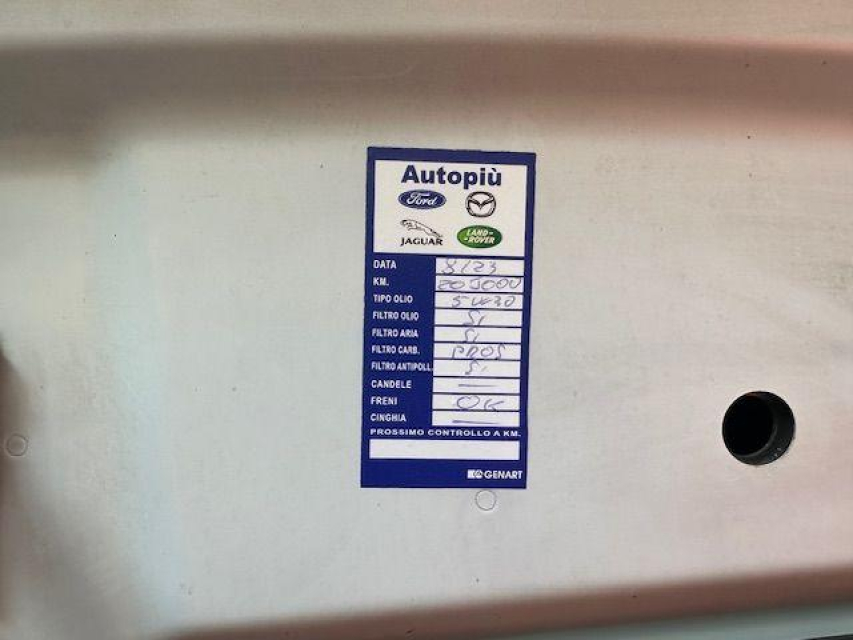 Autopiù
Ford
JAGUAR
LAND-
ROVER
DATA 8/23
KM.
TIPO OLIO 5W30
FILTRO OLIO Si
FILTRO ARIA Si
FILTRO CARB. PROS
FILTRO ANTIPOLL. Si
CANDELE —
FRENI OK
CINGHIA —
PROSSIMO CONTROLLO A KM.
GENART